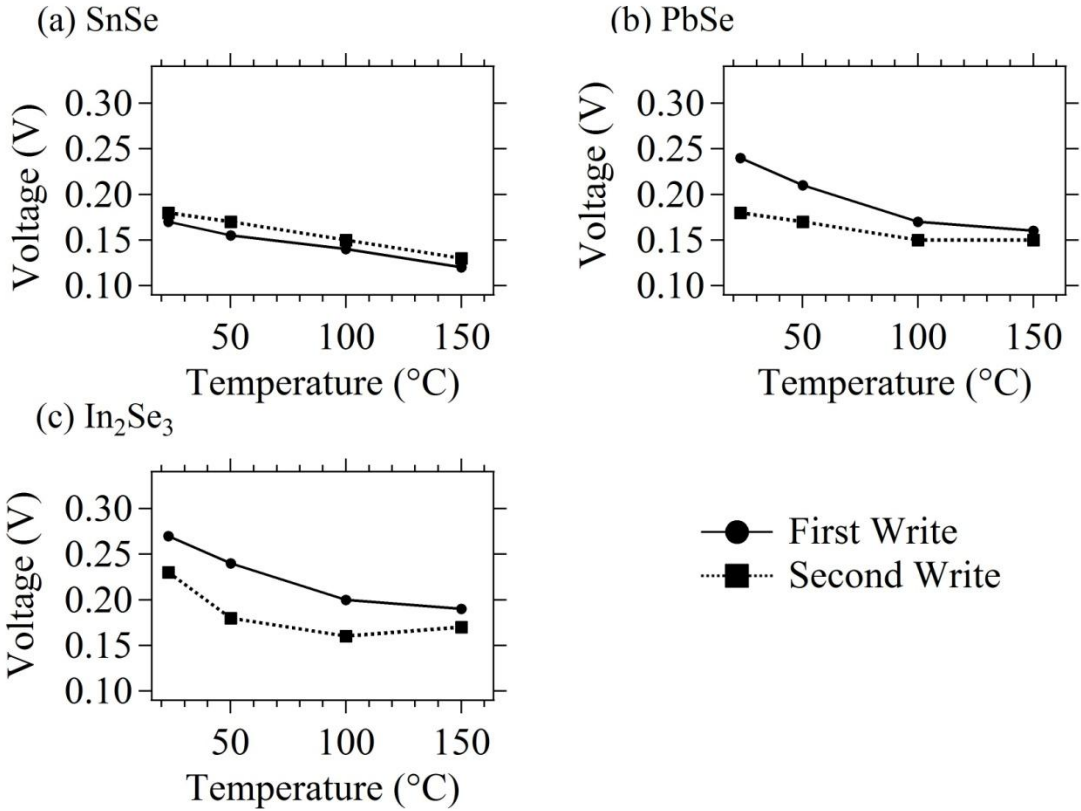 (a) SnSe
Voltage (V)
0.30
0.25
0.20
0.15
0.10
50 100 150
Temperature (°C)
(b) PbSe
Voltage (V)
0.30
0.25
0.20
0.15
0.10
50 100 150
Temperature (°C)
(c) In₂Se₃
Voltage (V)
0.30
0.25
0.20
0.15
0.10
50 100 150
Temperature (°C)
First Write
Second Write